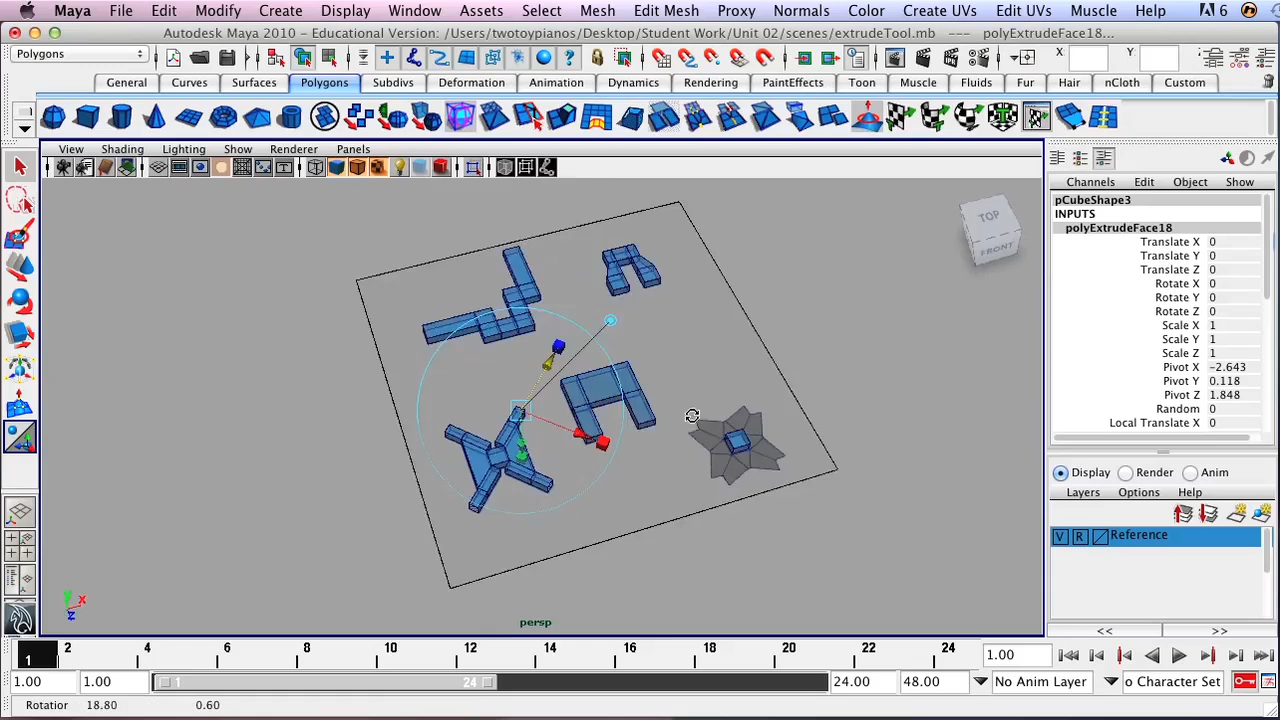 Maya File Edit Modify Create Display Window Assets Select Mesh Edit Mesh Proxy Normals Color Create UVs Edit UVs Muscle Help 6
Autodesk Maya 2010 - Educational Version: /Users/twotoypianos/Desktop/Student Work/Unit 02/scenes/extrudeTool.mb --- polyExtrudeFace18...
Polygons X Y
General Curves Surfaces Polygons Subdivs Deformation Animation Dynamics Rendering PaintEffects Toon Muscle Fluids Fur Hair nCloth Custom
View Shading Lighting Show Renderer Panels
Channels Edit Object Show
pCubeShape3
INPUTS
polyExtrudeFace18
Translate X 0
Translate Y 0
Translate Z 0
Rotate X 0
Rotate Y 0
Rotate Z 0
Scale X 1
Scale Y 1
Scale Z 1
Pivot X -2.643
Pivot Y 0.118
Pivot Z 1.848
Random 0
Local Translate X 0
TOP
FRONT
Display Render Anim
Layers Options Help
V R Reference
<< >>
y x
z
persp
1 2 4 6 8 10 12 14 16 18 20 22 24 1.00
1.00 1.00 1 24 24.00 48.00 No Anim Layer o Character Set
Rotatior 18.80 0.60